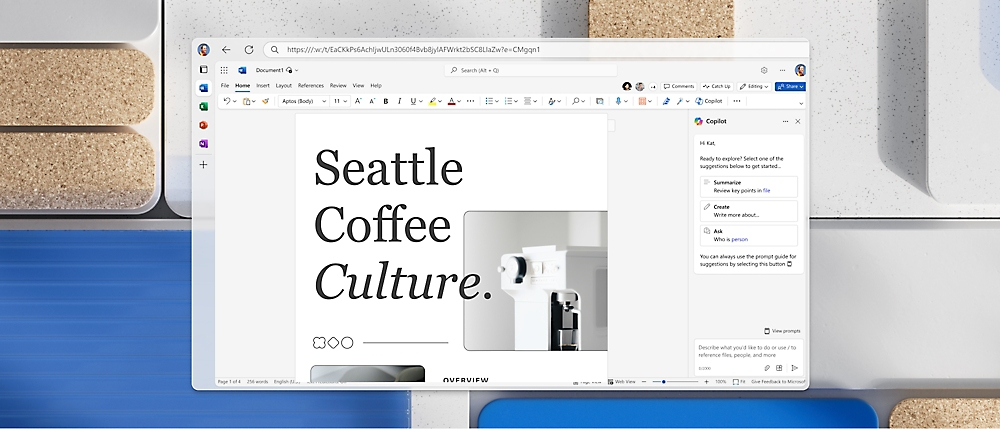 https://:w:/t/EaCKkPs6AchIjwULn3060f4Bvb8jylAFWrkt2bSC8LlaZw?e=CMgqn1
Document1
Search (Alt + Q)
File Home Insert Layout References Review View Help
Comments Catch Up Editing Share
Aptos (Body) 11 B I U A Copilot
Copilot
Hi Kat,
Ready to explore? Select one of the
suggestions below to get started...
Summarize
Review key points in file
Create
Write more about...
Ask
Who is person
You can always use the prompt guide for
suggestions by selecting this button
View prompts
Describe what you'd like to do or use / to
reference files, people, and more
Seattle
Coffee
Culture.
OVERVIEW
Page 1 of 4 256 words English (U.S.
Web View 100% Fit Give Feedback to Microsof